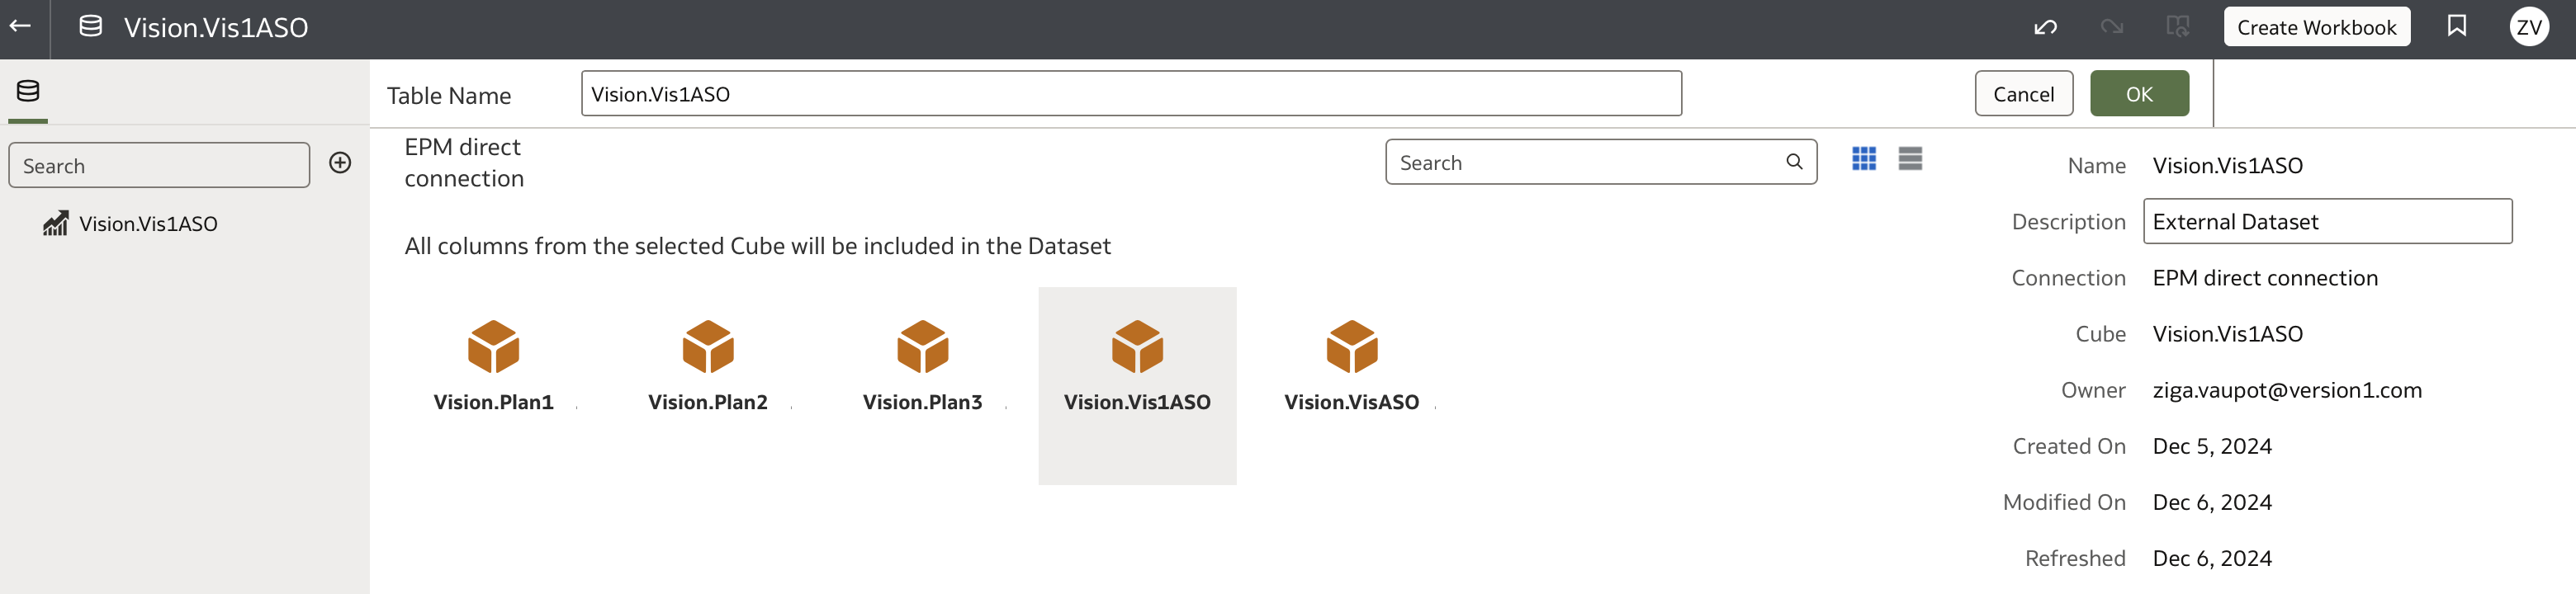 Vision.Vis1ASO
Create Workbook
ZV
Table Name
Vision.Vis1ASO
Cancel
OK
Search
Vision.Vis1ASO
EPM direct
connection
Search
All columns from the selected Cube will be included in the Dataset
Vision.Plan1
Vision.Plan2
Vision.Plan3
Vision.Vis1ASO
Vision.VisASO
Name Vision.Vis1ASO
Description External Dataset
Connection EPM direct connection
Cube Vision.Vis1ASO
Owner ziga.vaupot@version1.com
Created On Dec 5, 2024
Modified On Dec 6, 2024
Refreshed Dec 6, 2024